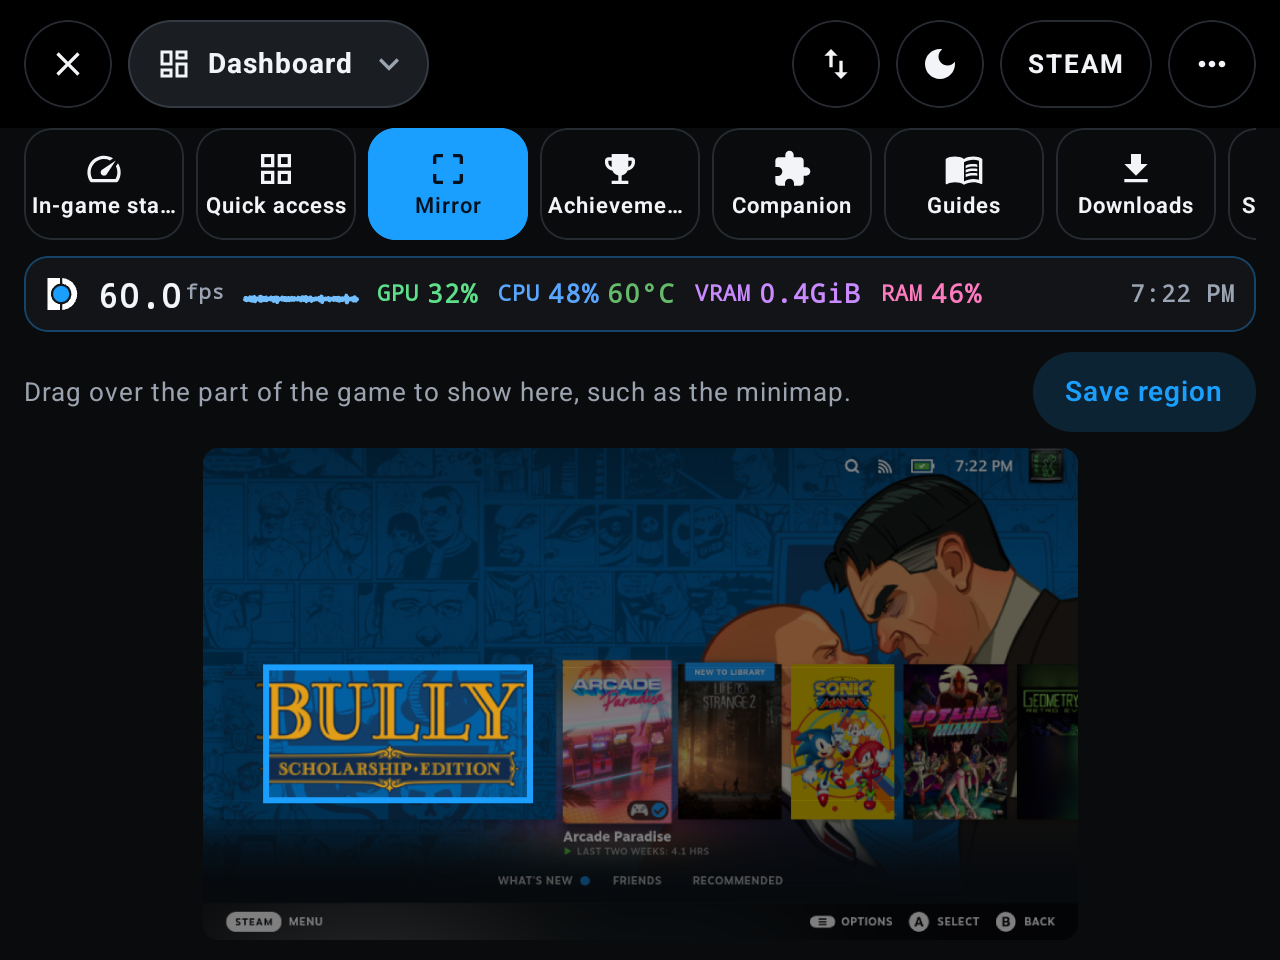 Dashboard
STEAM
In-game sta...
Quick access
Mirror
Achieveme...
Companion
Guides
Downloads
S
60.0 fps GPU 32% CPU 48% 60°C VRAM 0.4GiB RAM 46% 7:22 PM
Drag over the part of the game to show here, such as the minimap.
Save region
7:22 PM
BULLY
SCHOLARSHIP·EDITION
ARCADE
Paradise
NEW TO LIBRARY
LIFE IS
STRANGE 2
SONIC
MANIA
HOTLINE
MIAMI
GEOMETRY
Arcade Paradise
LAST TWO WEEKS: 4.1 HRS
WHAT'S NEW
FRIENDS
RECOMMENDED
STEAM MENU
OPTIONS
A SELECT
B BACK